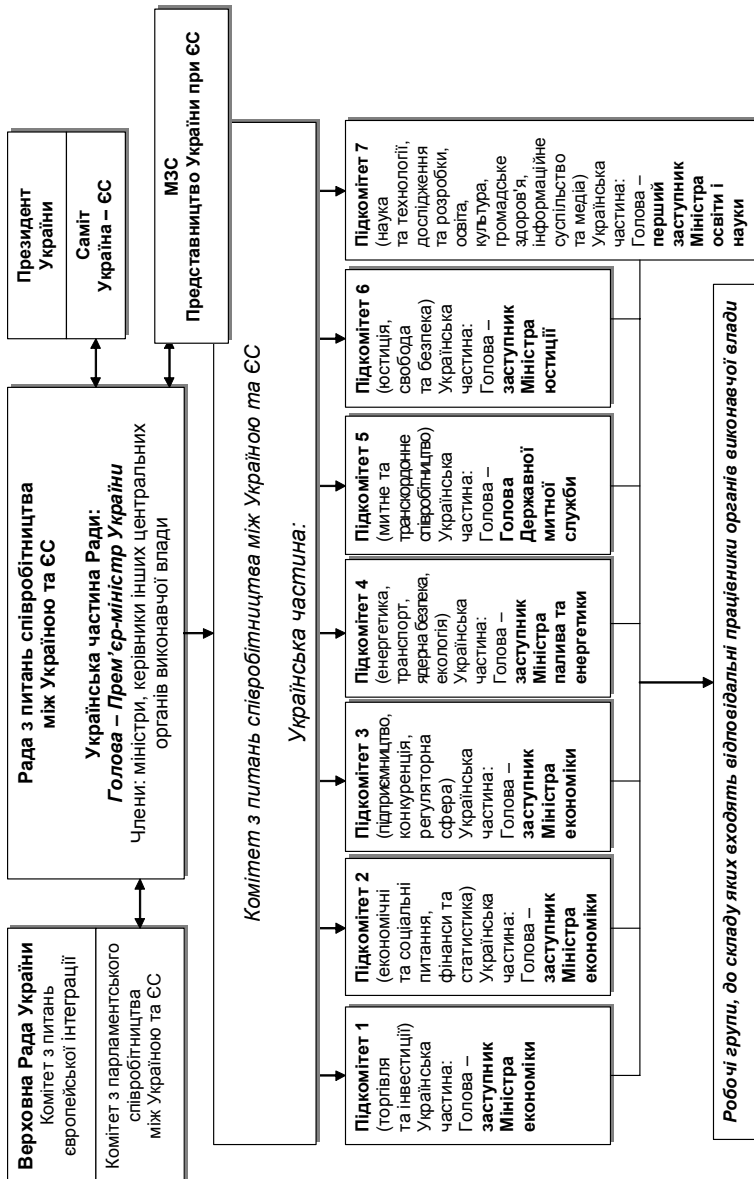 Верховна Рада України
Комітет з питань
європейської інтеграції
Комітет з парламентського
співробітництва
між Україною та ЄС
Рада з питань співробітництва
між Україною та ЄС
Українська частина Ради:
Голова – Прем’єр-міністр України
Члени: міністри, керівники інших центральних
органів виконавчої влади
Президент
України
Саміт
Україна – ЄС
МЗС
Представництво України при ЄС
Комітет з питань співробітництва між Україною та ЄС
Українська частина:
Підкомітет 1
(торгівля
та інвестиції)
Українська
частина:
Голова –
заступник
Міністра
економіки
Підкомітет 2
(економічні
та соціальні
питання,
фінанси та
статистика)
Українська
частина:
Голова –
заступник
Міністра
економіки
Підкомітет 3
(підприємництво,
конкуренція,
регуляторна
сфера)
Українська
частина:
Голова –
заступник
Міністра
економіки
Підкомітет 4
(енергетика,
транспорт,
ядерна безпека,
екологія)
Українська
частина:
Голова –
заступник
Міністра
палива та
енергетики
Підкомітет 5
(митне та
транскордонне
співробітництво)
Українська
частина:
Голова –
Голова
Державної
митної
служби
Підкомітет 6
(юстиція,
свобода
та безпека)
Українська
частина:
Голова –
заступник
Міністра
юстиції
Підкомітет 7
(наука
та технології,
дослідження
та розробки,
освіта,
культура,
громадське
здоров'я,
інформаційне
суспільство
та медіа)
Українська
частина:
Голова –
перший
заступник
Міністра
освіти і
науки
Робочі групи, до складу яких входять відповідальні працівники органів виконавчої влади